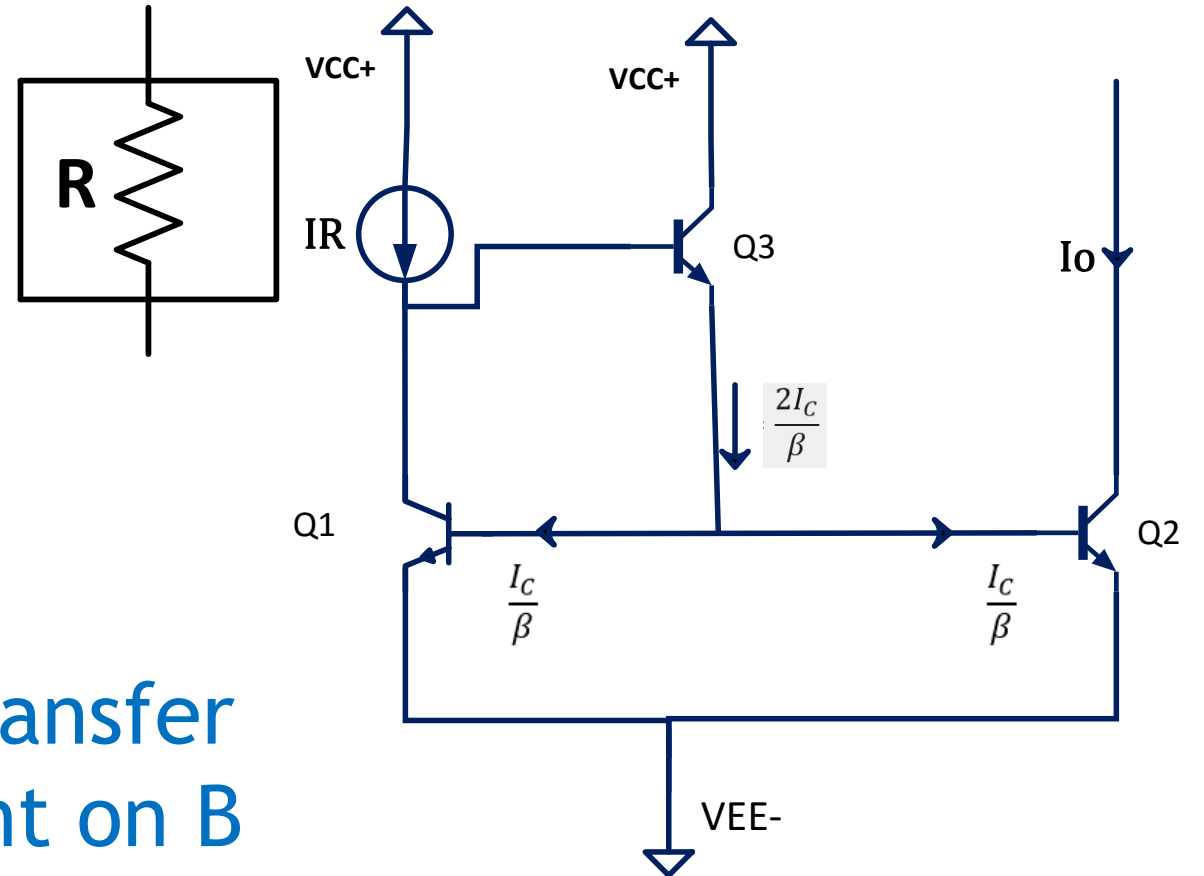 VCC+
VCC+
R
IR
Q3
Io
2I_C
β
Q1
Q2
I_C
β
I_C
β
ansfer
nt on B
VEE-